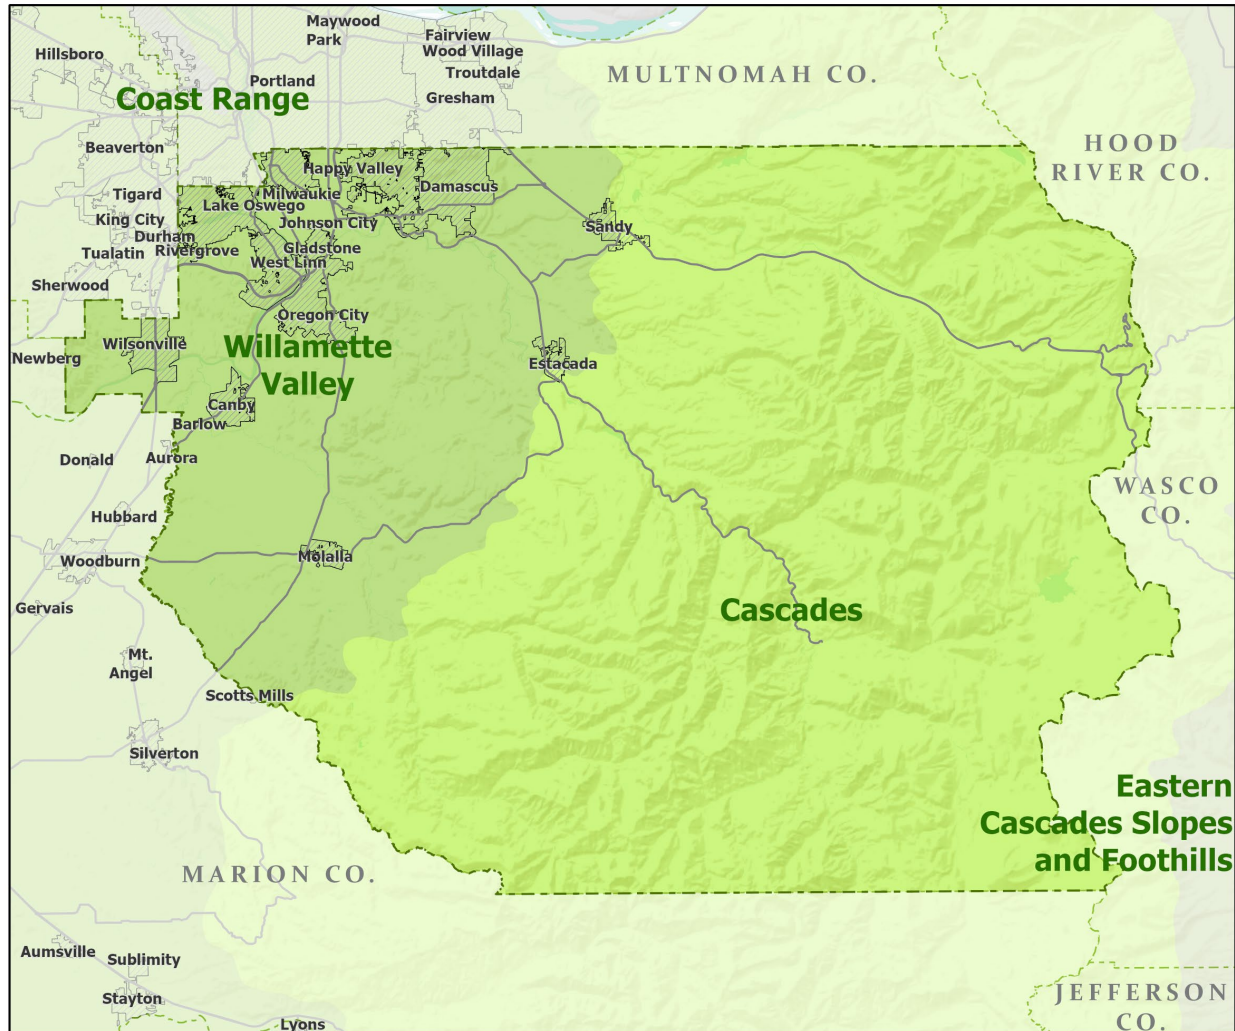 Maywood
Park
Fairview
Wood Village
Hillsboro
Troutdale
MULTNOMAH CO.
Portland
Coast Range
Gresham
Beaverton
HOOD
RIVER CO.
Happy Valley
Damascus
Tigard
Milwaukie
Lake Oswego
King City
Johnson City
Sandy
Durham
Tualatin
Rivergrove
Gladstone
West Linn
Sherwood
Oregon City
Wilsonville
Willamette
Valley
Newberg
Estacada
Canby
Barlow
Donald
Aurora
WASCO
CO.
Hubbard
Woodburn
Molalla
Gervais
Cascades
Mt.
Angel
Scotts Mills
Silverton
Eastern
Cascades Slopes
and Foothills
MARION CO.
Aumsville
Sublimity
Stayton
JEFFERSON
CO.
Lyons